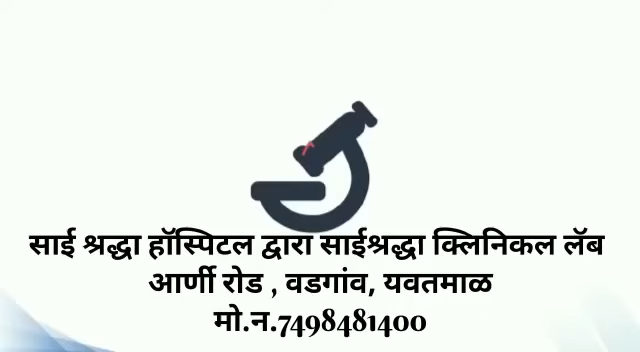 साई श्रद्धा हॉस्पिटल द्वारा साईश्रद्धा क्लिनिकल लॅब
आर्णी रोड , वडगांव, यवतमाळ
मो.न.7498481400